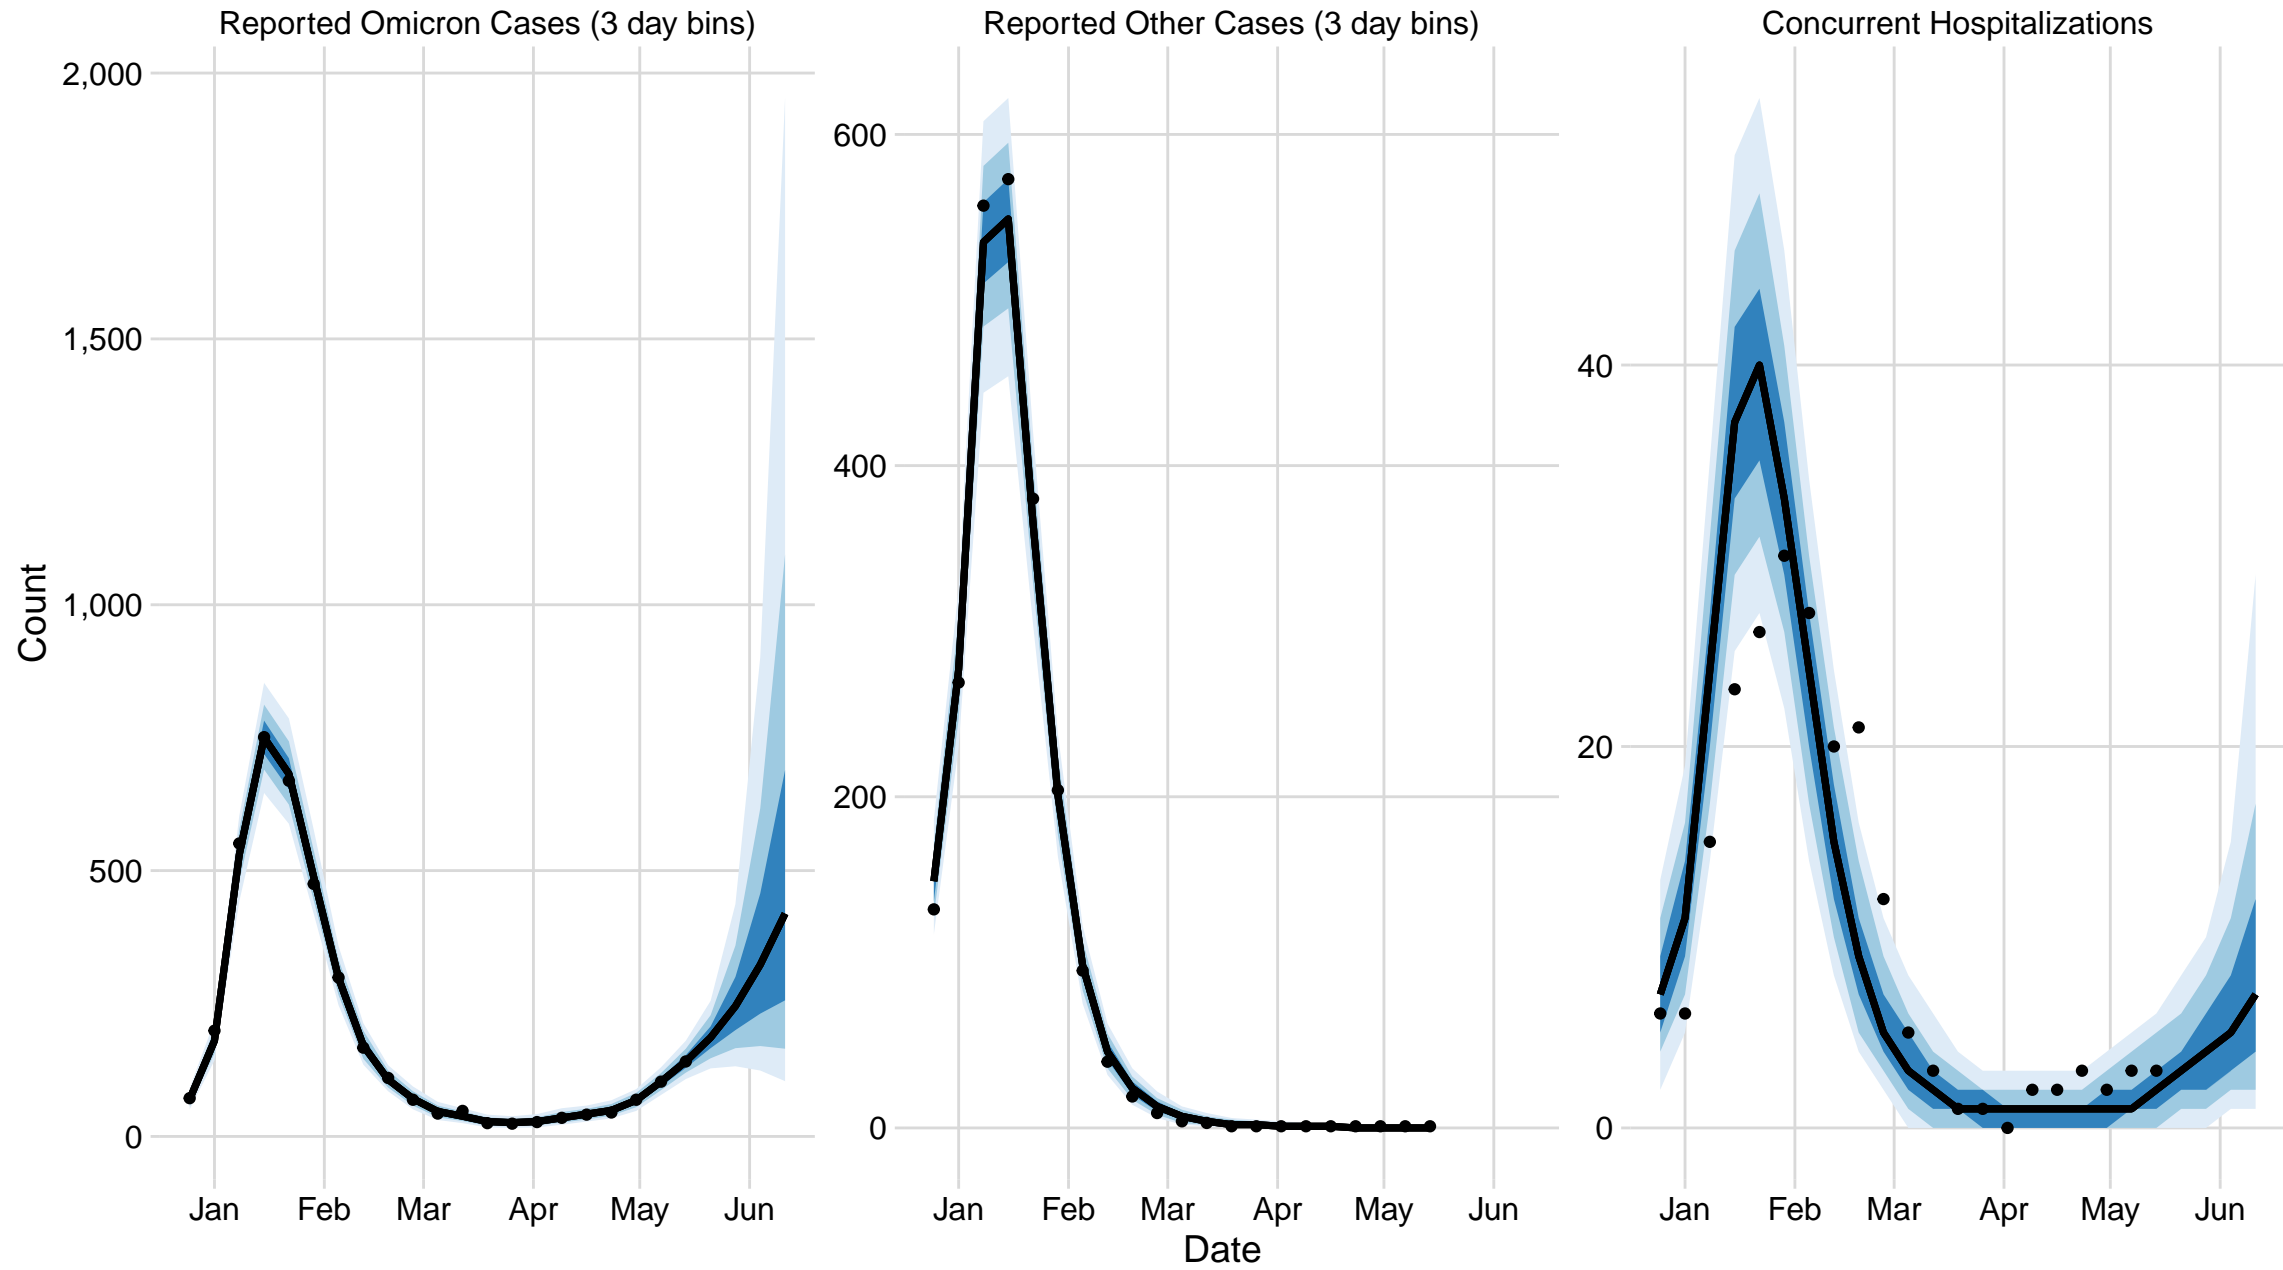 Reported Omicron Cases (3 day bins)
Reported Other Cases (3 day bins)
Concurrent Hospitalizations
Count
2,000
1,500
1,000
500
0
600
400
200
0
40
20
0
Jan Feb Mar Apr May Jun
Jan Feb Mar Apr May Jun
Jan Feb Mar Apr May Jun
Date